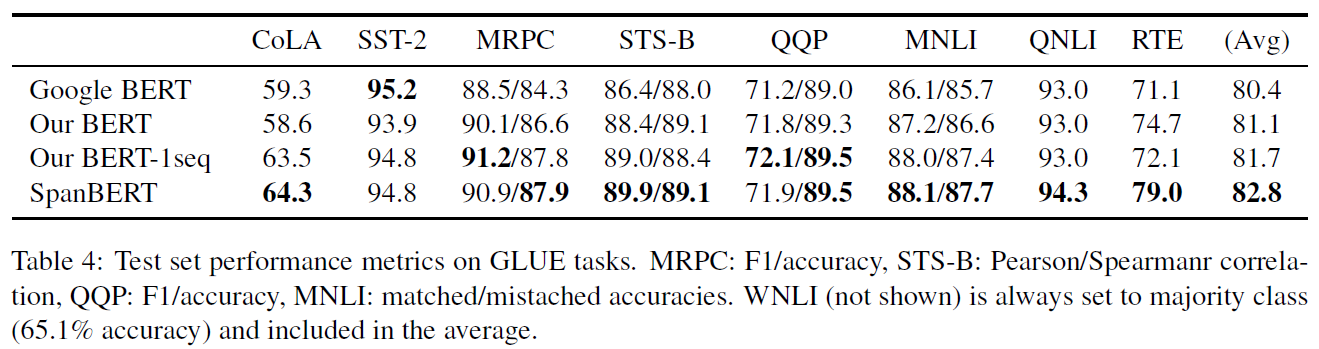 CoLA SST-2 MRPC STS-B QQP MNLI QNLI RTE (Avg)
Google BERT 59.3 95.2 88.5/84.3 86.4/88.0 71.2/89.0 86.1/85.7 93.0 71.1 80.4
Our BERT 58.6 93.9 90.1/86.6 88.4/89.1 71.8/89.3 87.2/86.6 93.0 74.7 81.1
Our BERT-1seq 63.5 94.8 91.2/87.8 89.0/88.4 72.1/89.5 88.0/87.4 93.0 72.1 81.7
SpanBERT 64.3 94.8 90.9/87.9 89.9/89.1 71.9/89.5 88.1/87.7 94.3 79.0 82.8
Table 4: Test set performance metrics on GLUE tasks. MRPC: F1/accuracy, STS-B: Pearson/Spearmanr correla-
tion, QQP: F1/accuracy, MNLI: matched/mistached accuracies. WNLI (not shown) is always set to majority class
(65.1% accuracy) and included in the average.